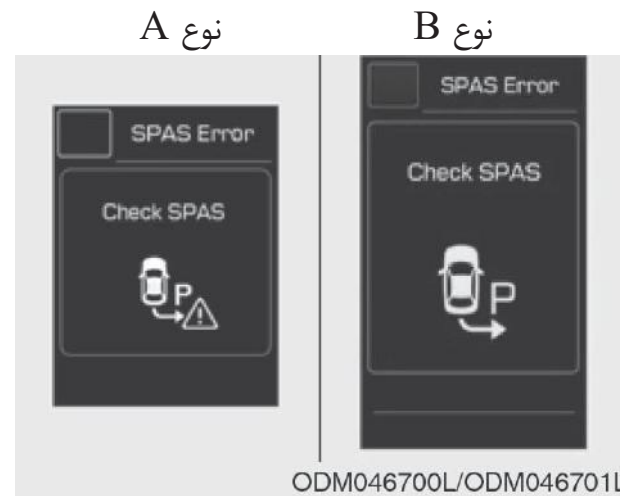 نوع A
نوع B
SPAS Error
Check SPAS
P
SPAS Error
Check SPAS
P
ODM046700L/ODM046701L